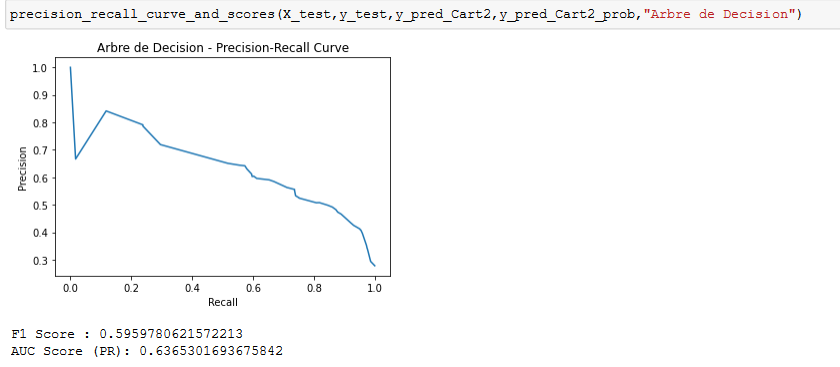 precision_recall_curve_and_scores(X_test,y_test,y_pred_Cart2,y_pred_Cart2_prob,"Arbre de Decision")
Arbre de Decision - Precision-Recall Curve
1.0
0.9
0.8
0.7
0.6
0.5
0.4
0.3
Precision
0.0 0.2 0.4 0.6 0.8 1.0
Recall
F1 Score : 0.5959780621572213
AUC Score (PR): 0.6365301693675842